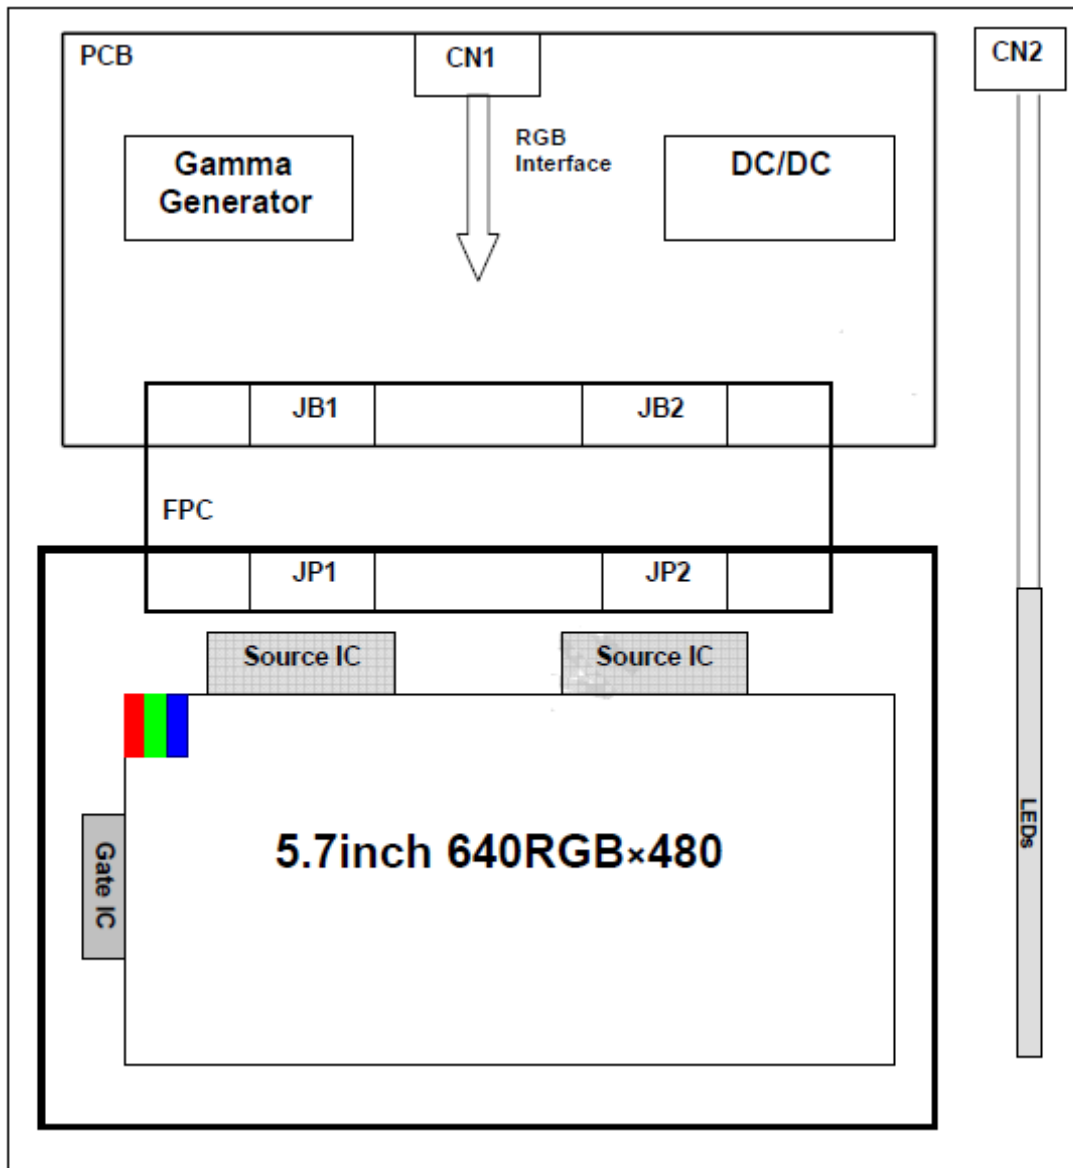 PCB
CN1
CN2
RGB
Interface
Gamma
Generator
DC/DC
JB1
JB2
FPC
JP1
JP2
Source IC
Source IC
5.7inch 640RGB×480
Gate IC
LEDs